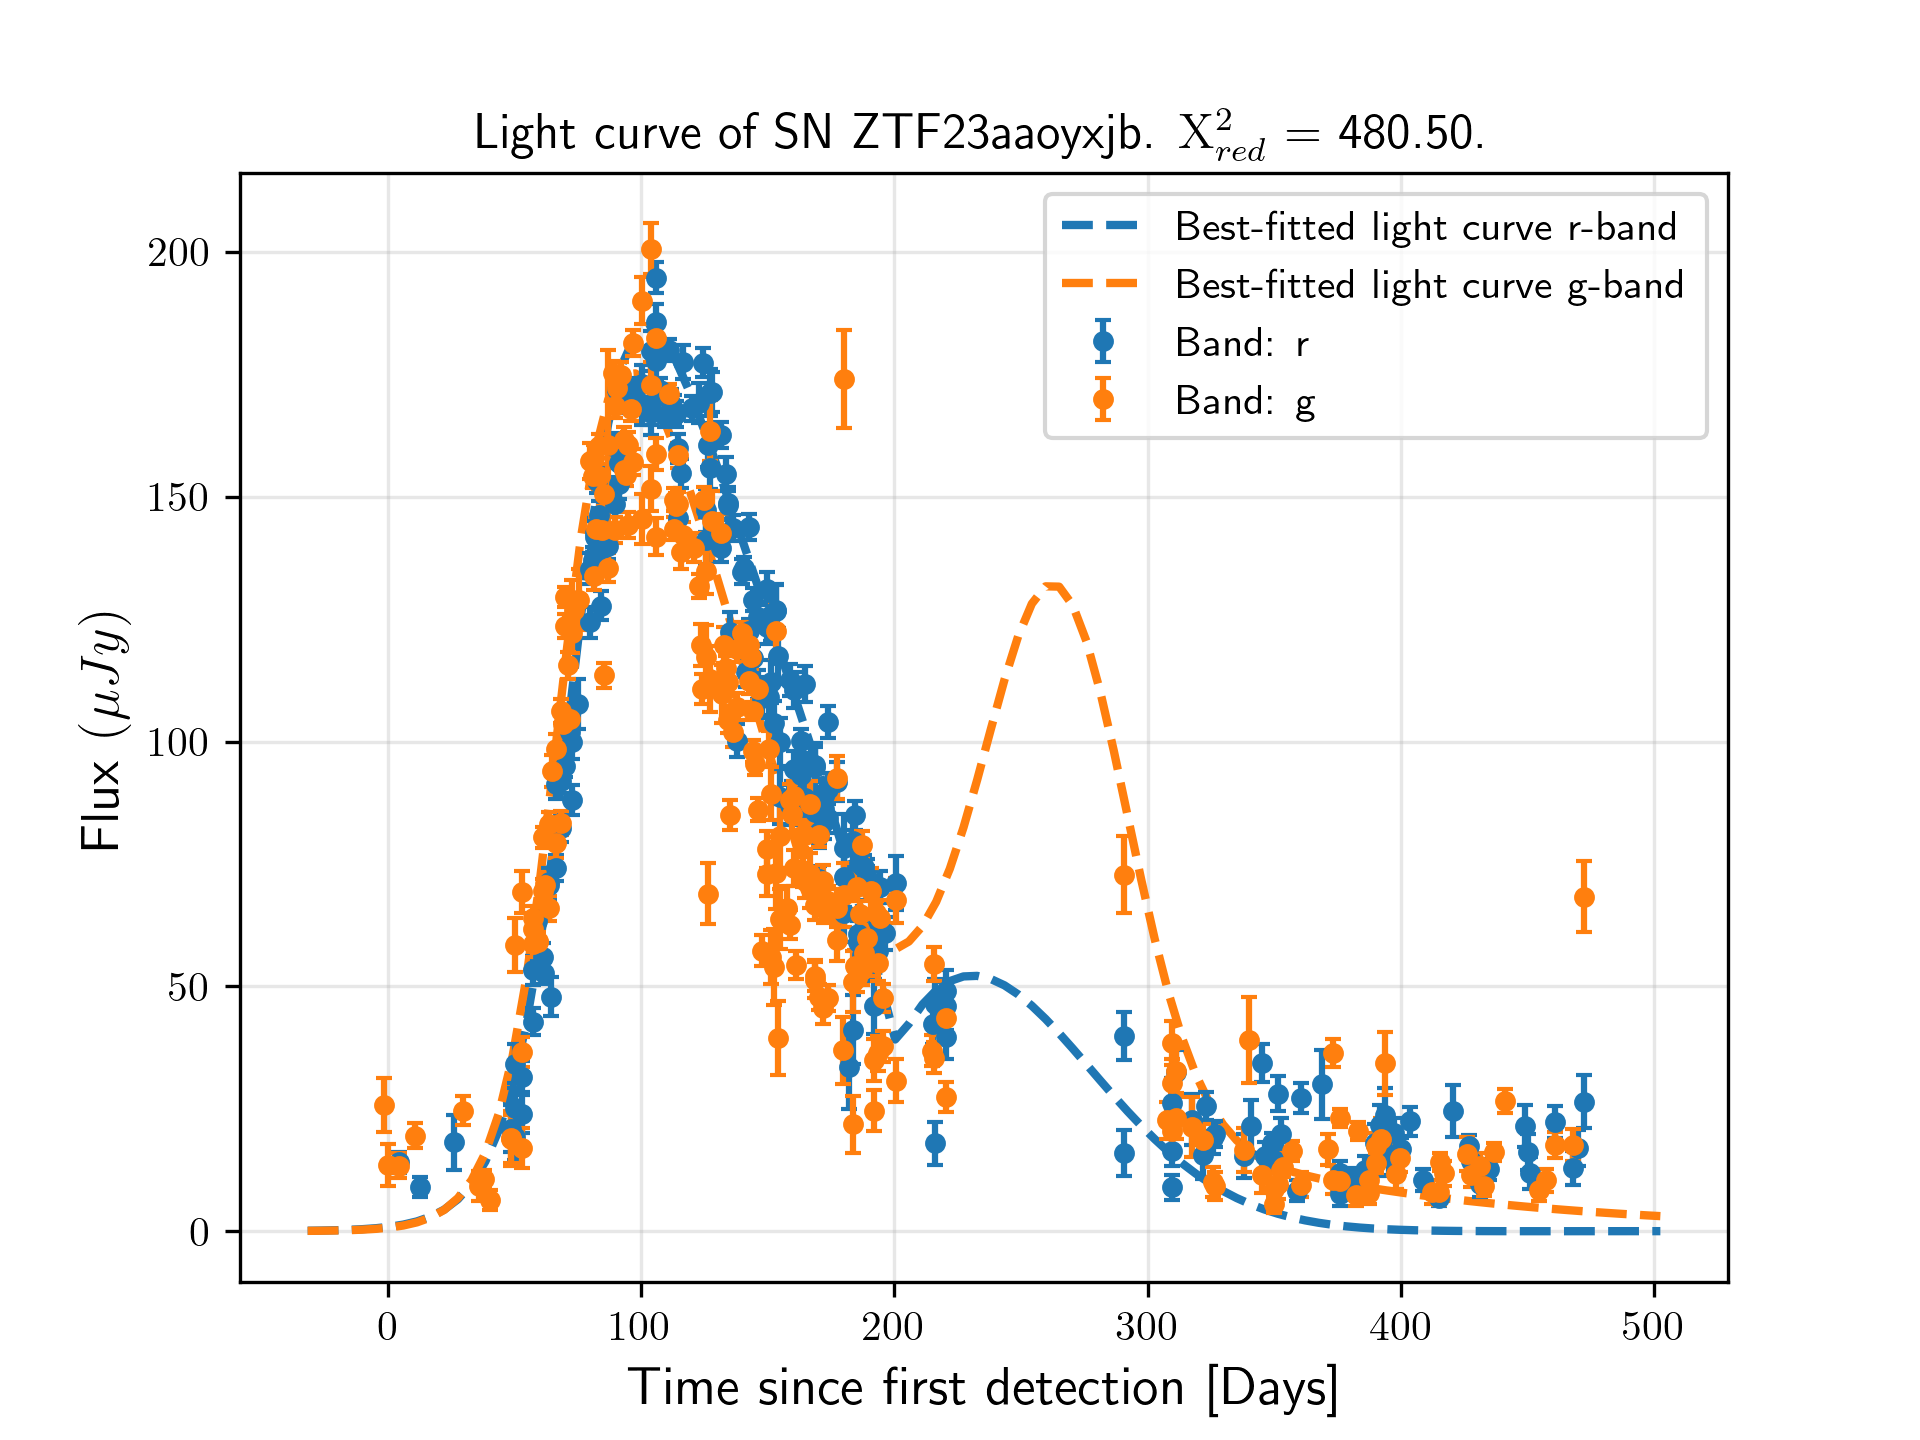 Light curve of SN ZTF23aaoyxjb. X²red = 480.50.
Best-fitted light curve r-band
Best-fitted light curve g-band
Band: r
Band: g
Flux (μJy)
200
150
100
50
0
0 100 200 300 400 500
Time since first detection [Days]